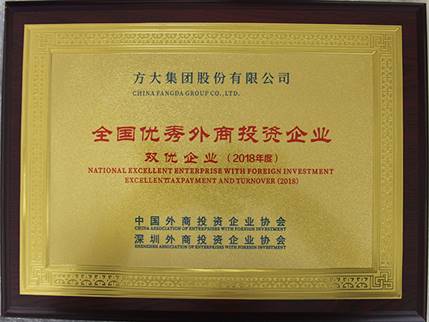 方大集团股份有限公司
CHINA FANGDA GROUP CO.,LTD.
全国优秀外商投资企业
双优企业（2018年度）
NATIONAL EXCELLENT ENTERPRISE WITH FOREIGN INVESTMENT
EXCELLENT TAXPAYMENT AND TURNOVER (2018)
中国外商投资企业协会
CHINA ASSOCIATION OF ENTERPRISES WITH FOREIGN INVESTMENT
深圳外商投资企业协会
SHENZHEN ASSOCIATION OF ENTERPRISES WITH FOREIGN INVESTMENT